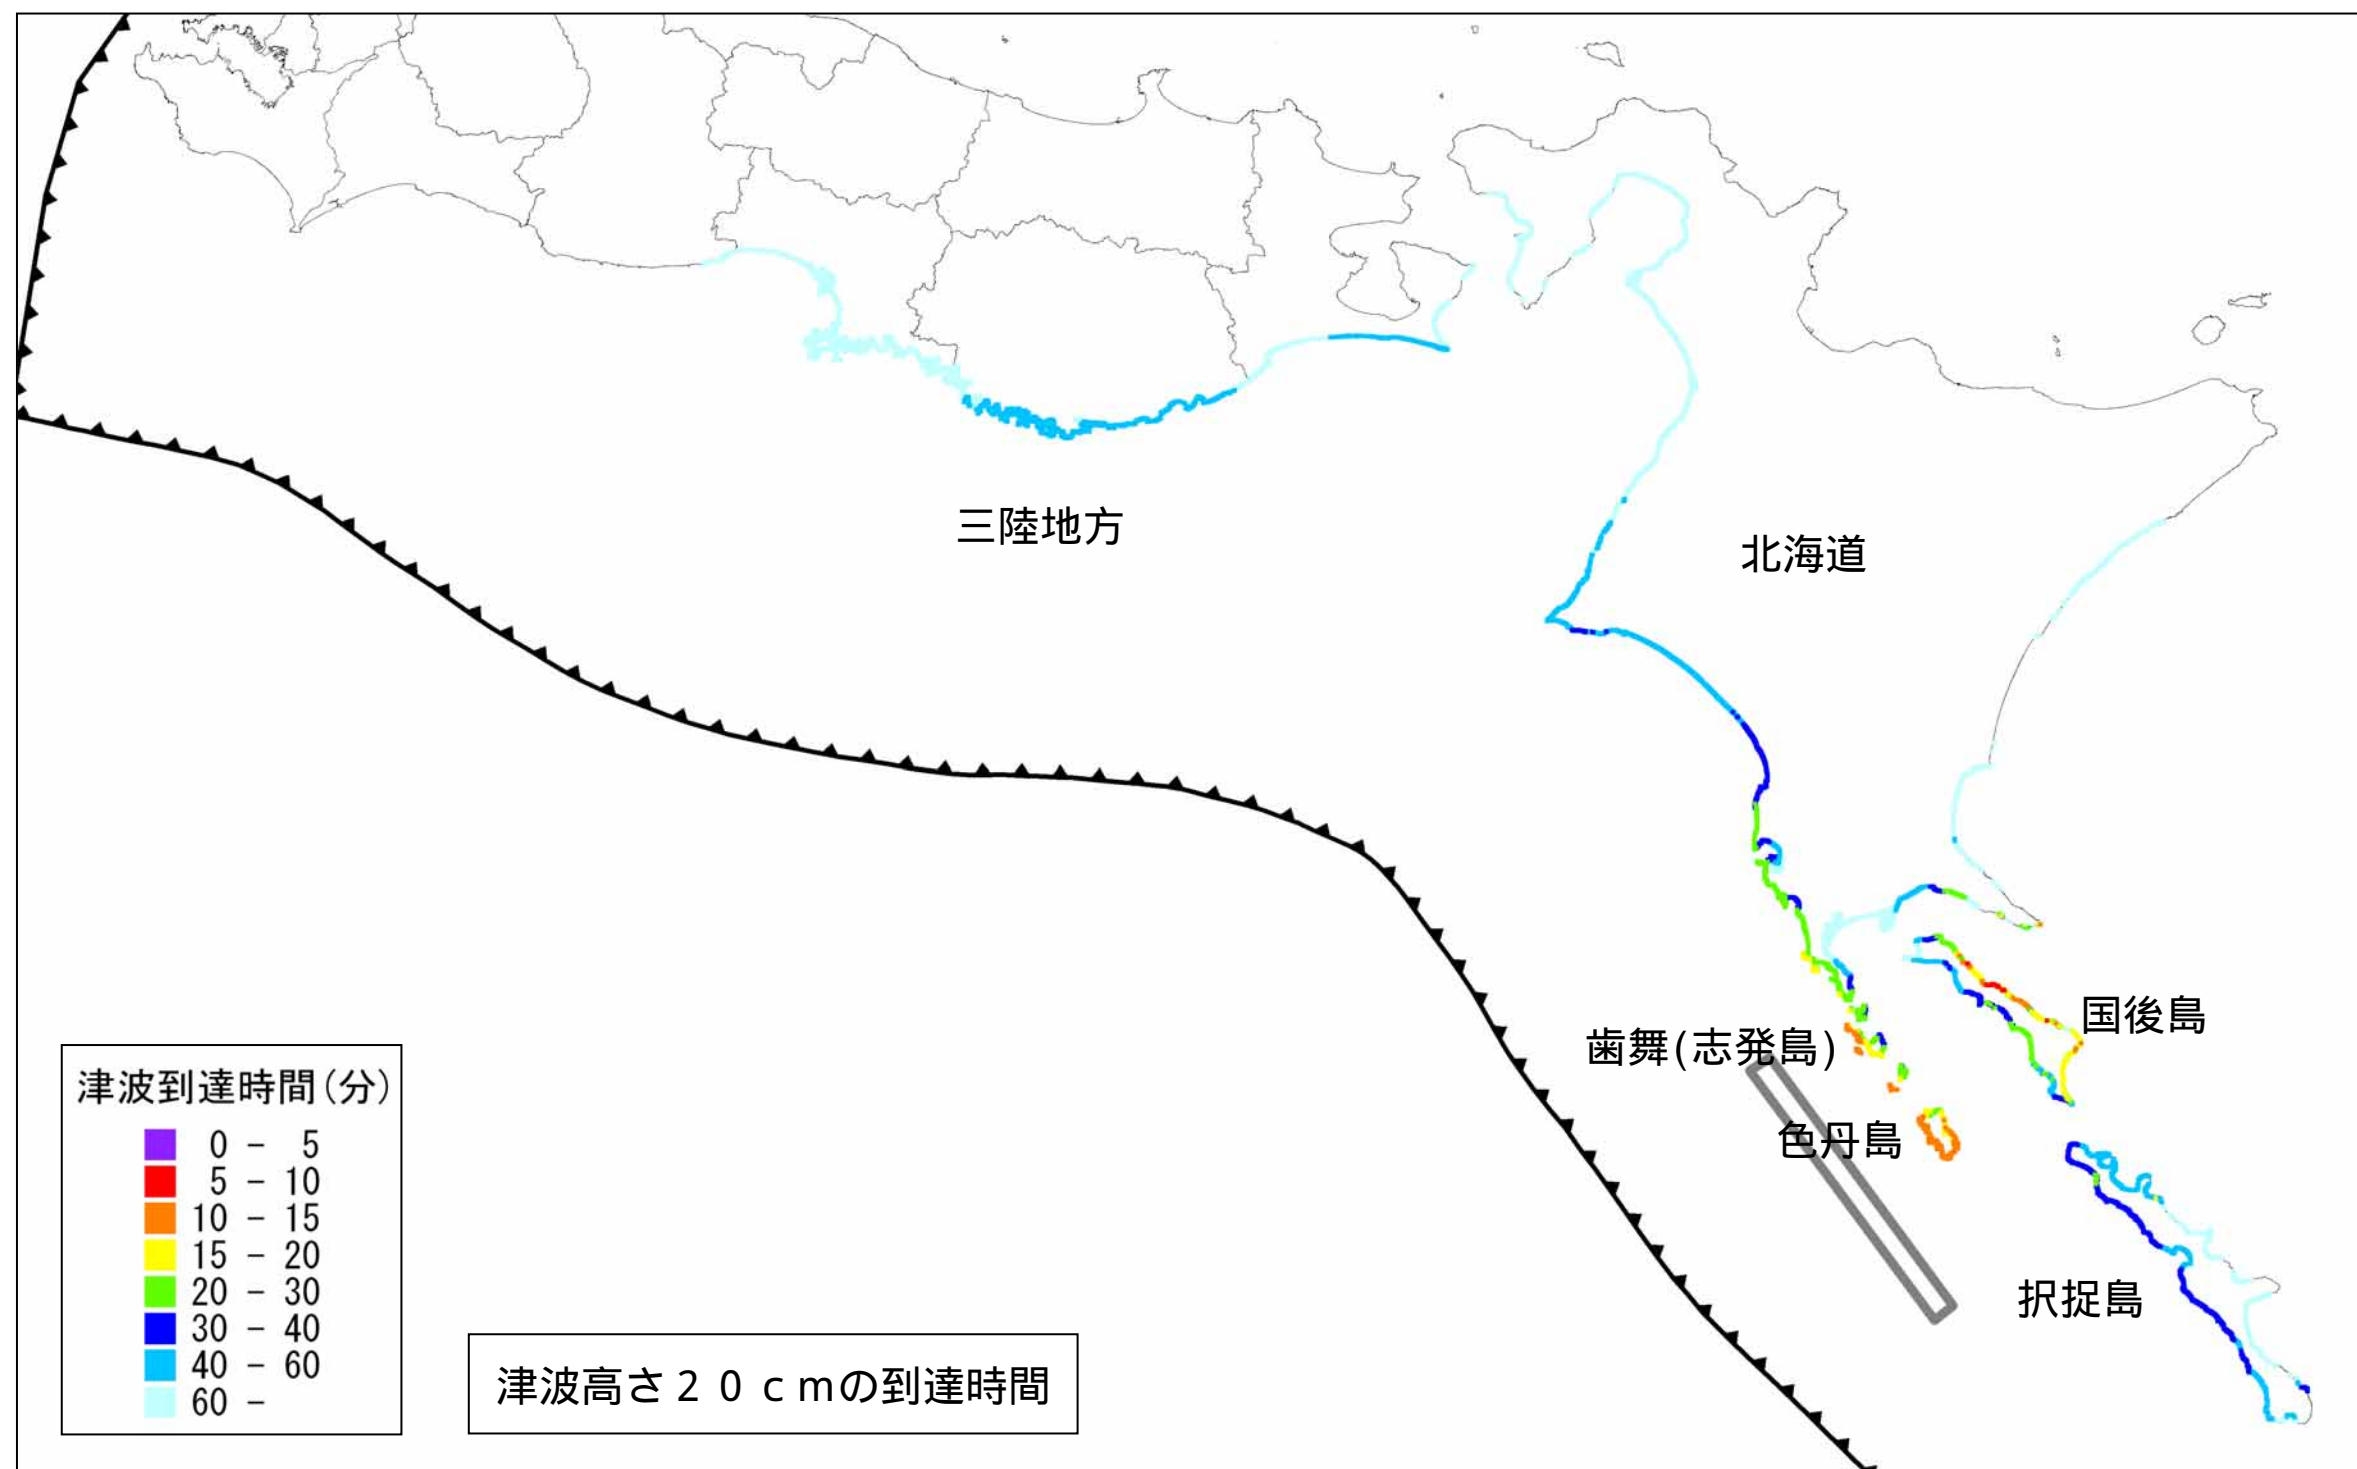 三陸地方
北海道
国後島
歯舞(志発島)
色丹島
択捉島
津波到達時間(分)
0 - 5
5 - 10
10 - 15
15 - 20
20 - 30
30 - 40
40 - 60
60 -
津波高さ20cmの到達時間